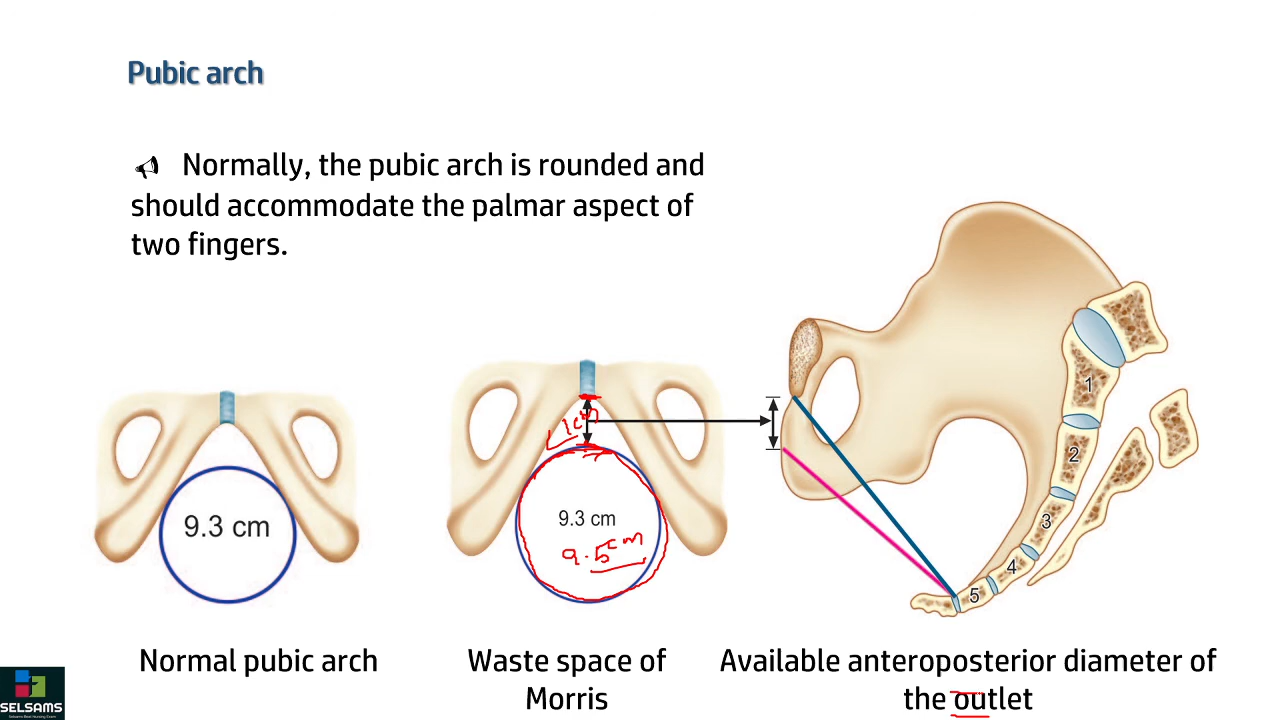 Pubic arch
Normally, the pubic arch is rounded and
should accommodate the palmar aspect of
two fingers.
9.3 cm
1cm
9.3 cm
9.5cm
1
2
3
4
5
Normal pubic arch
Waste space of
Morris
Available anteroposterior diameter of
the outlet
SELSAMS